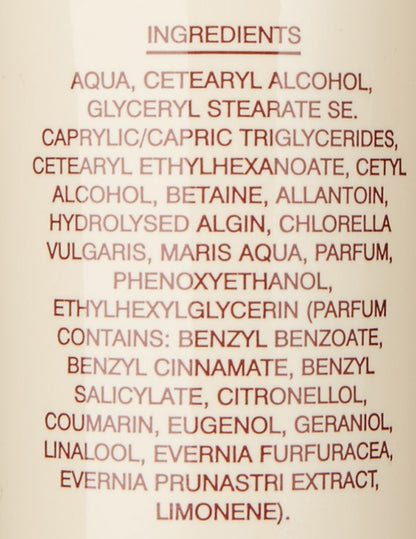 INGREDIENTS
AQUA, CETEARYL ALCOHOL,
GLYCERYL STEARATE SE.
CAPRYLIC/CAPRIC TRIGLYCERIDES,
CETEARYL ETHYLHEXANOATE, CETYL
ALCOHOL, BETAINE, ALLANTOIN,
HYDROLYSED ALGIN, CHLORELLA
VULGARIS, MARIS AQUA, PARFUM,
PHENOXYETHANOL,
ETHYLHEXYLGLYCERIN (PARFUM
CONTAINS: BENZYL BENZOATE,
BENZYL CINNAMATE, BENZYL
SALICYLATE, CITRONELLOL,
COUMARIN, EUGENOL, GERANIOL,
LINALOOL, EVERNIA FURFURACEA,
EVERNIA PRUNASTRI EXTRACT,
LIMONENE).